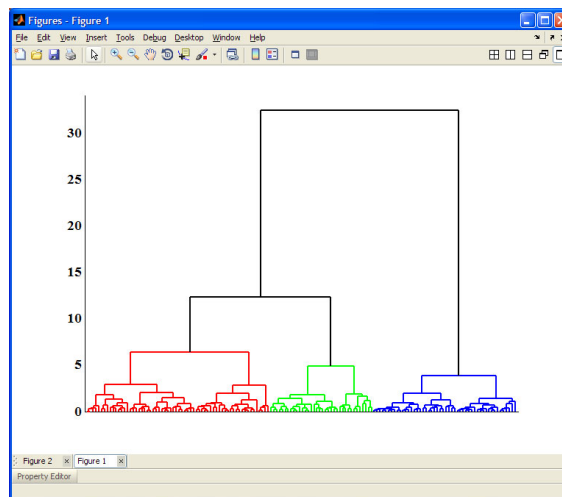 Figures - Figure 1
File Edit View Insert Tools Debug Desktop Window Help
30
25
20
15
10
5
0
Figure 2 Figure 1
Property Editor